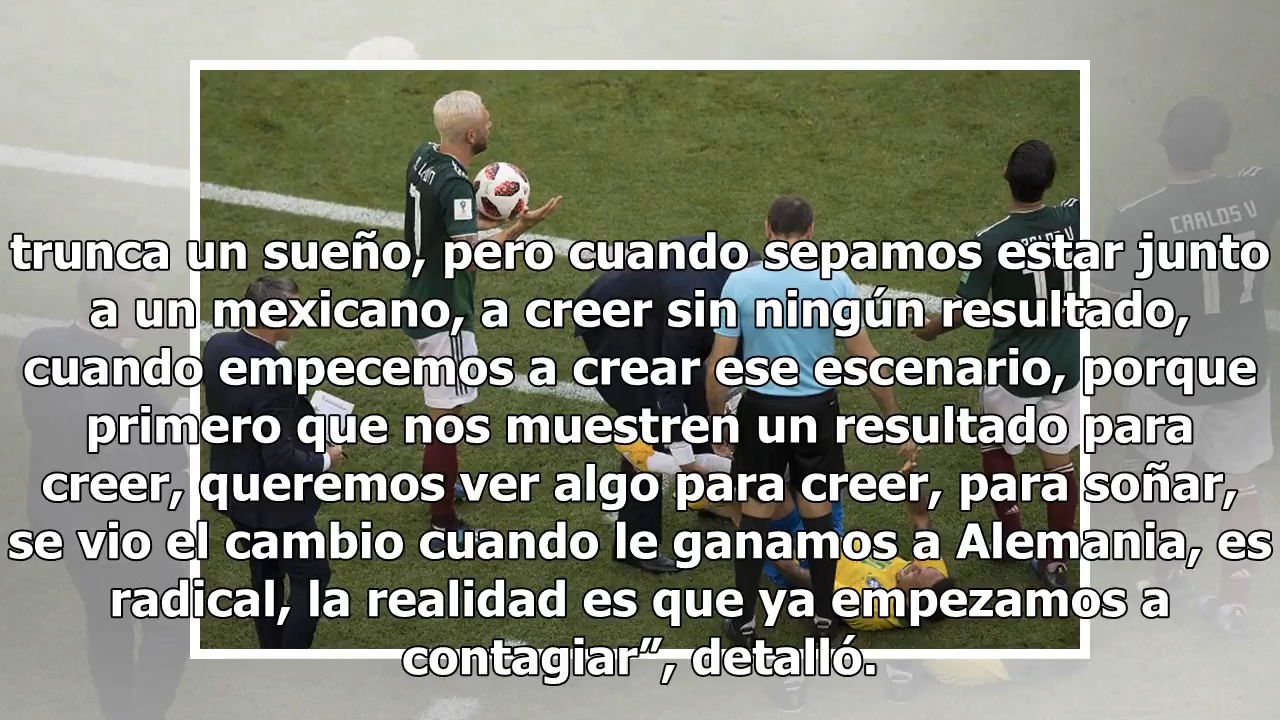 trunca un sueño, pero cuando sepamos estar junto
a un mexicano, a creer sin ningún resultado,
cuando empecemos a crear ese escenario, porque
primero que nos muestren un resultado para
creer, queremos ver algo para creer, para soñar,
se vio el cambio cuando le ganamos a Alemania, es
radical, la realidad es que ya empezamos a
contagiar”, detalló.
CARLOS V